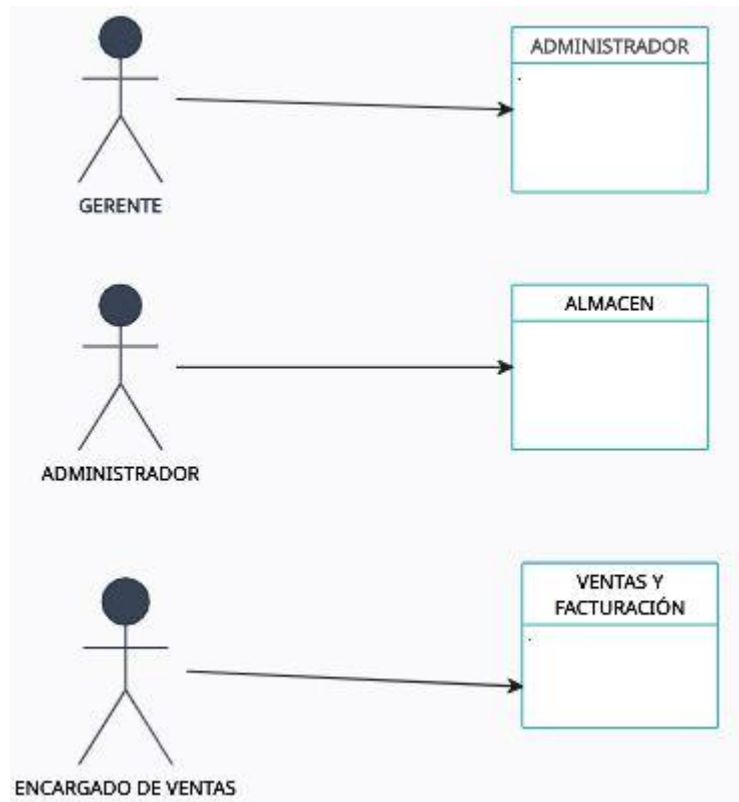 GERENTE
ADMINISTRADOR
ADMINISTRADOR
ALMACEN
ENCARGADO DE VENTAS
VENTAS Y
FACTURACIÓN